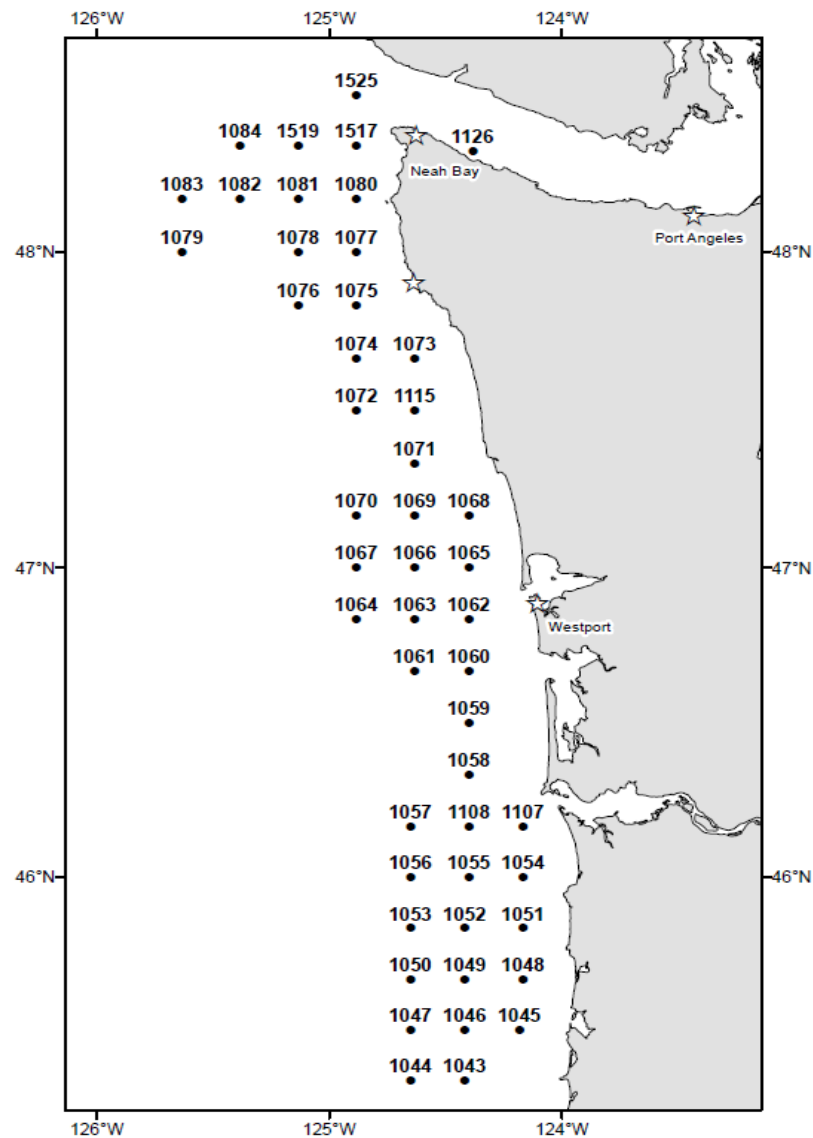 126°W 125°W 124°W
1525
1084 1519 1517 1126
Neah Bay
1083 1082 1081 1080
Port Angeles
1079 1078 1077
48°N 48°N
1076 1075
1074 1073
1072 1115
1071
1070 1069 1068
1067 1066 1065
47°N 47°N
1064 1063 1062
Westport
1061 1060
1059
1058
1057 1108 1107
1056 1055 1054
46°N 46°N
1053 1052 1051
1050 1049 1048
1047 1046 1045
1044 1043
126°W 125°W 124°W